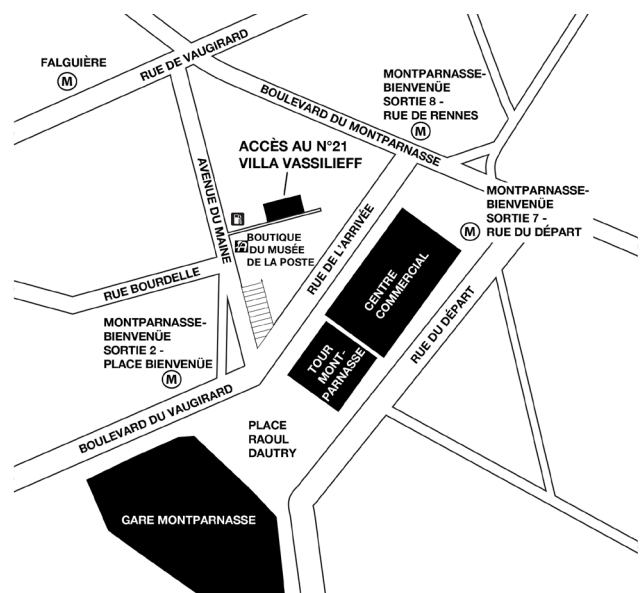 FALGUIÈRE
M
RUE DE VAUGIRARD
MONTPARNASSE-
BIENVENÜE
SORTIE 8 -
RUE DE RENNES
M
BOULEVARD DU MONTPARNASSE
ACCÈS AU N°21
VILLA VASSILIEFF
AVENUE DU MAINE
MONTPARNASSE-
BIENVENÜE
SORTIE 7 -
RUE DU DÉPART
M
BOUTIQUE
DU MUSÉE
DE LA POSTE
RUE DE L'ARRIVÉE
CENTRE
COMMERCIAL
RUE BOURDELLE
RUE DU DÉPART
MONTPARNASSE-
BIENVENÜE
SORTIE 2 -
PLACE BIENVENÜE
M
TOUR
MONT-
PARNASSE
BOULEVARD DU VAUGIRARD
PLACE
RAOUL
DAUTRY
GARE MONTPARNASSE